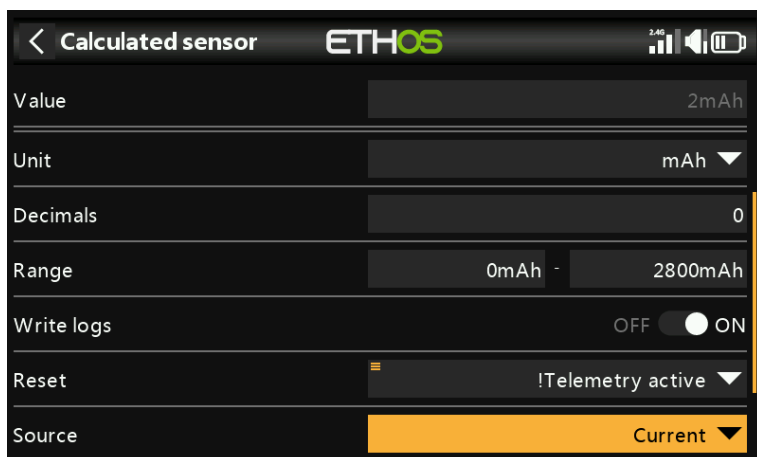 Calculated sensor ETHOS 2.4G
Value 2mAh
Unit mAh
Decimals 0
Range 0mAh - 2800mAh
Write logs OFF ON
Reset !Telemetry active
Source Current